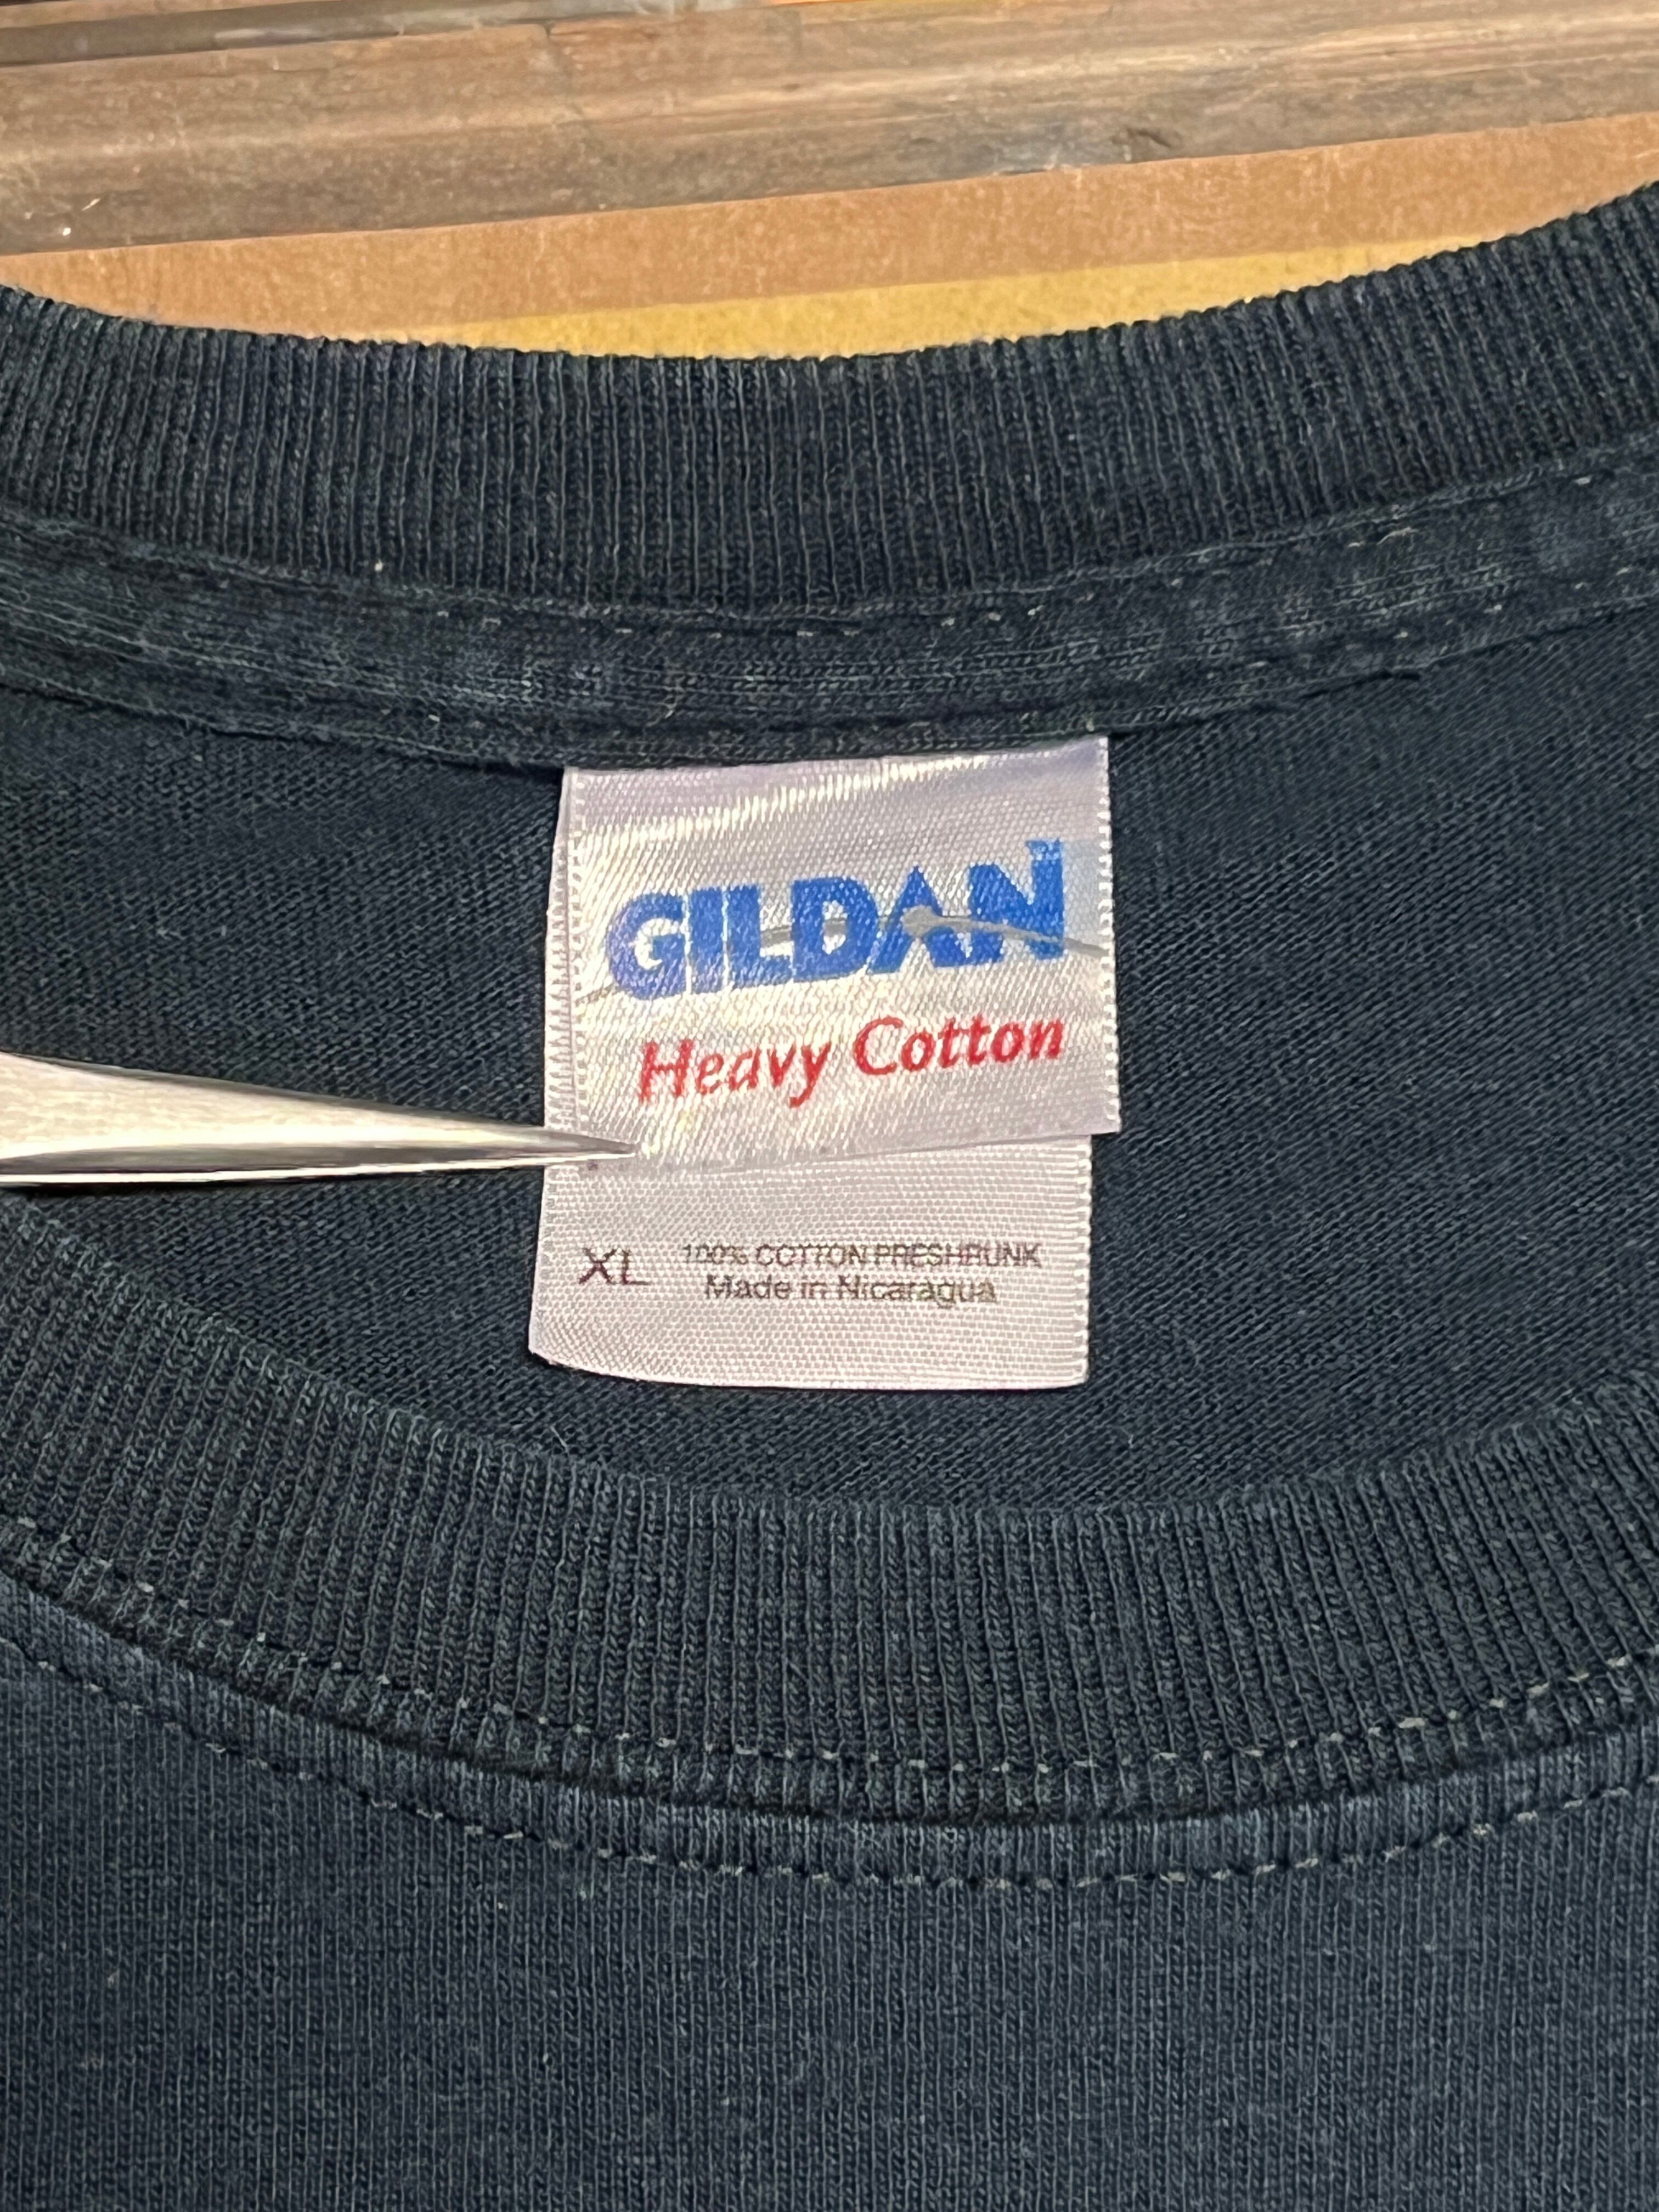 GILDAN
Heavy Cotton
XL 100% COTTON PRESHRUNK
Made in Nicaragua